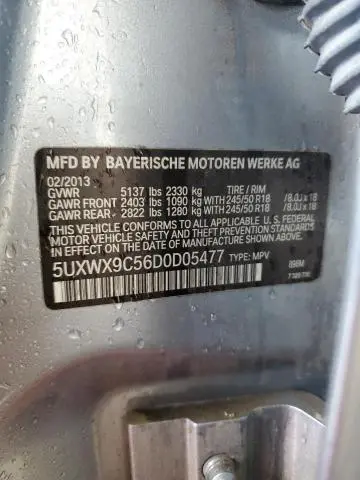 MFD BY BAYERISCHE MOTOREN WERKE AG
02/2013
GVWR 5137 lbs 2330 kg TIRE / RIM
GAWR FRONT 2403 lbs 1090 kg WITH 245/50 R18 / 8.0J x 18
GAWR REAR 2822 lbs 1280 kg WITH 245/50 R18 / 8.0J x 18
THIS VEHICLE CONFORMS TO ALL APPLICABLE FEDERAL
MOTOR VEHICLE SAFETY, BUMPER AND THEFT PREVENTION
STANDARDS IN EFFECT ON THE DATE OF MANUFACTURE SHOWN ABOVE.
5UXWX9C56D0D05477 TYPE: MPV